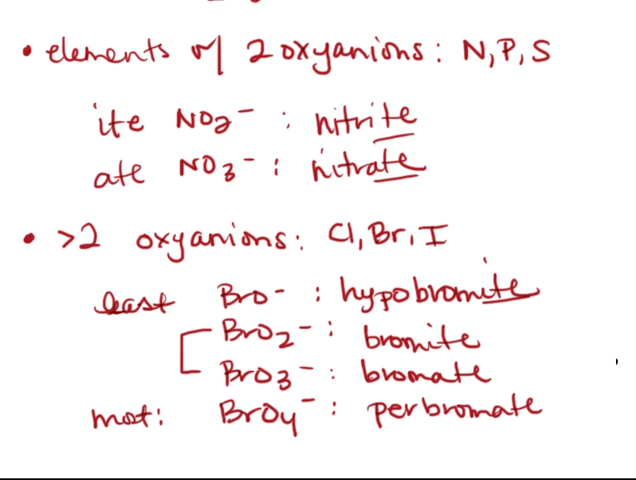 • elements w/ 2 oxyanions: N, P, S
ite NO₂⁻ : nitrite
ate NO₃⁻ : nitrate
• >2 oxyanions: Cl, Br, I
least BrO⁻ : hypobromite
BrO₂⁻ : bromite
BrO₃⁻ : bromate
most: BrO₄⁻ : perbromate